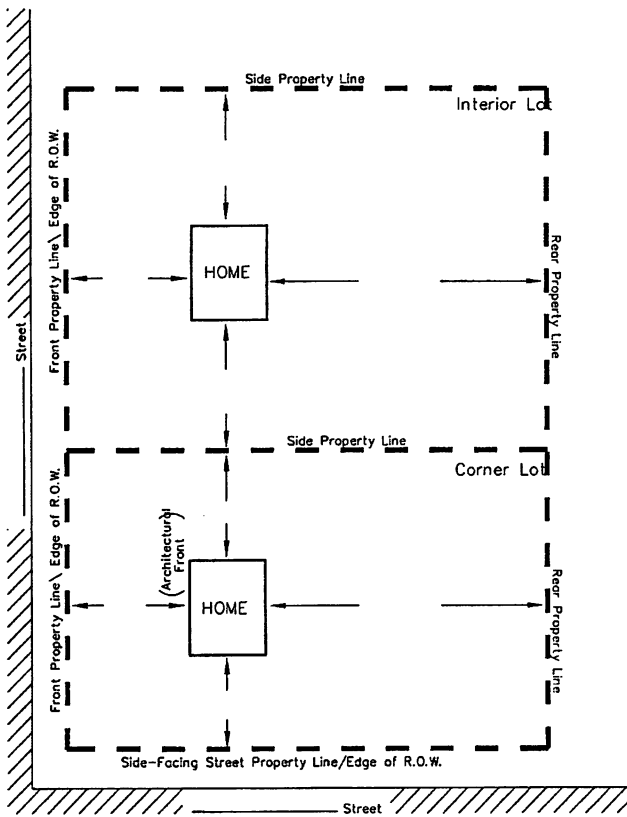 Side Property Line
Interior Lot
Front Property Line\ Edge of R.O.W.
HOME
Rear Property Line
Street
Side Property Line
Corner Lot
Front Property Line\ Edge of R.O.W.
(Architectural
Front)
HOME
Rear Property Line
Side-Facing Street Property Line/Edge of R.O.W.
Street